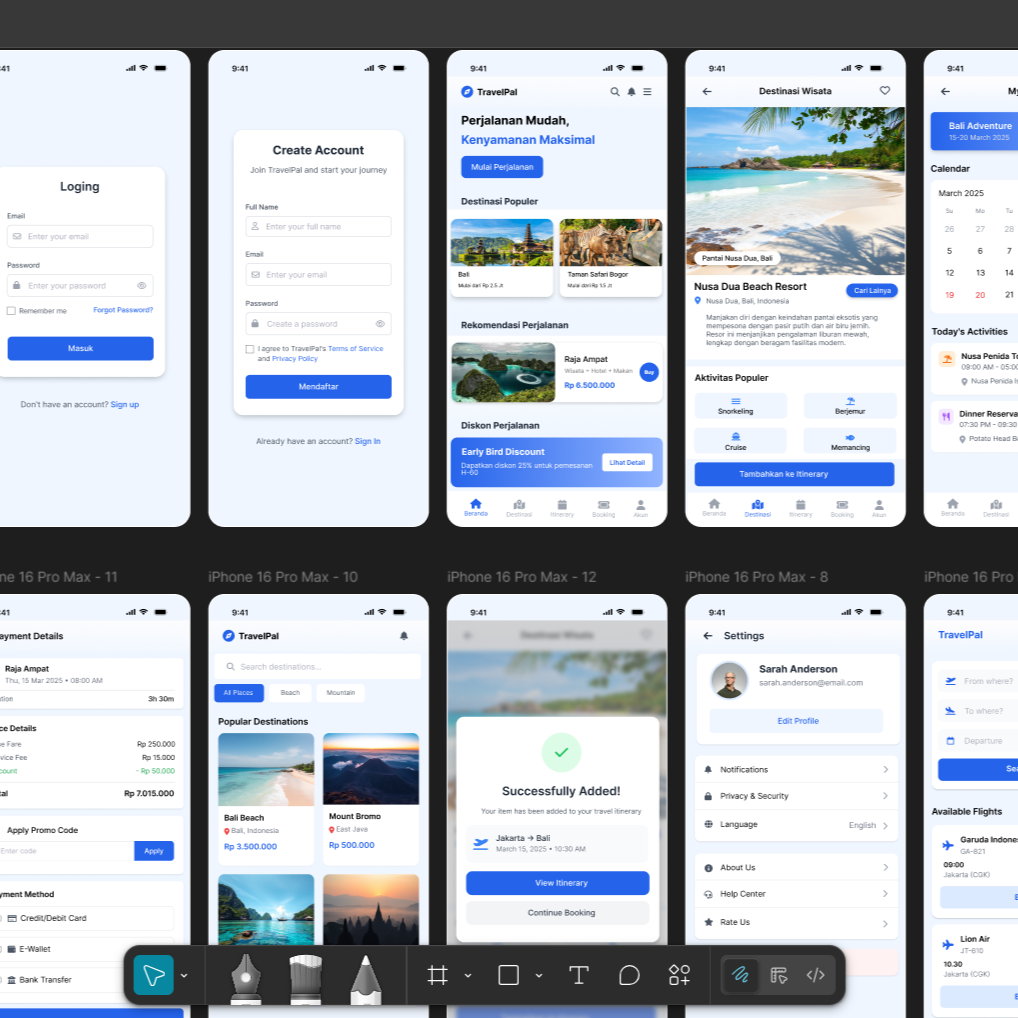 :41
Loging
Email
Enter your email
Password
Enter your password
Remember me
Forgot Password?
Masuk
Don't have an account? Sign up
9:41
Create Account
Join TravelPal and start your journey
Full Name
Enter your full name
Email
Enter your email
Password
Create a password
I agree to TravelPal's Terms of Service
and Privacy Policy
Mendaftar
Already have an account? Sign In
9:41
TravelPal
Perjalanan Mudah,
Kenyamanan Maksimal
Mulai Perjalanan
Destinasi Populer
Bali
Mulai dari Rp 2.5 Jt
Taman Safari Bogor
Mulai dari Rp 1.5 Jt
Rekomendasi Perjalanan
Raja Ampat
Wisata + Hotel + Makan
Rp 6.500.000
Buy
Diskon Perjalanan
Early Bird Discount
Dapatkan diskon 25% untuk pemesanan
H-60
Lihat Detail
Beranda
Destinasi
Itinerary
Booking
Akun
9:41
Destinasi Wisata
Pantai Nusa Dua, Bali
Nusa Dua Beach Resort
Cari Lainya
Nusa Dua, Bali, Indonesia
Manjakan diri dengan keindahan pantai eksotis yang
mempesona dengan pasir putih dan air biru jernih.
Resor ini menjanjikan pengalaman liburan mewah,
lengkap dengan beragam fasilitas modern.
Aktivitas Populer
Snorkeling
Berjemur
Cruise
Memancing
Tambahkan ke Itinerary
Beranda
Destinasi
Itinerary
Booking
Akun
9:41
My
Bali Adventure
15-20 March 2025
Calendar
March 2025
Su Mo Tu
26 27 28
5 6 7
12 13 14
19 20 21
Today's Activities
Nusa Penida To
09:00 AM - 05:00
Nusa Penida Is
Dinner Reserva
07:30 PM - 09:30
Potato Head B
Beranda
Destinasi
ne 16 Pro Max - 11
:41
ayment Details
Raja Ampat
Thu, 15 Mar 2025 • 08:00 AM
tion
3h 30m
ce Details
e Fare
Rp 250.000
vice Fee
Rp 15.000
count
- Rp 50.000
tal
Rp 7.015.000
Apply Promo Code
Enter code
Apply
yment Method
Credit/Debit Card
E-Wallet
Bank Transfer
iPhone 16 Pro Max - 10
9:41
TravelPal
Search destinations...
All Places
Beach
Mountain
Popular Destinations
Bali Beach
Bali, Indonesia
Rp 3.500.000
Mount Bromo
East Java
Rp 500.000
iPhone 16 Pro Max - 12
9:41
Destinasi Wisata
Successfully Added!
Your item has been added to your travel itinerary
Jakarta → Bali
March 15, 2025 • 10:30 AM
View Itinerary
Continue Booking
iPhone 16 Pro Max - 8
9:41
Settings
Sarah Anderson
sarah.anderson@email.com
Edit Profile
Notifications
Privacy & Security
Language
English
About Us
Help Center
Rate Us
iPhone 16 Pro
9:41
TravelPal
From where?
To where?
Departure
Sea
Available Flights
Garuda Indones
GA-821
09:00
Jakarta (CGK)
Lion Air
JT-610
10.30
Jakarta (CGK)
T